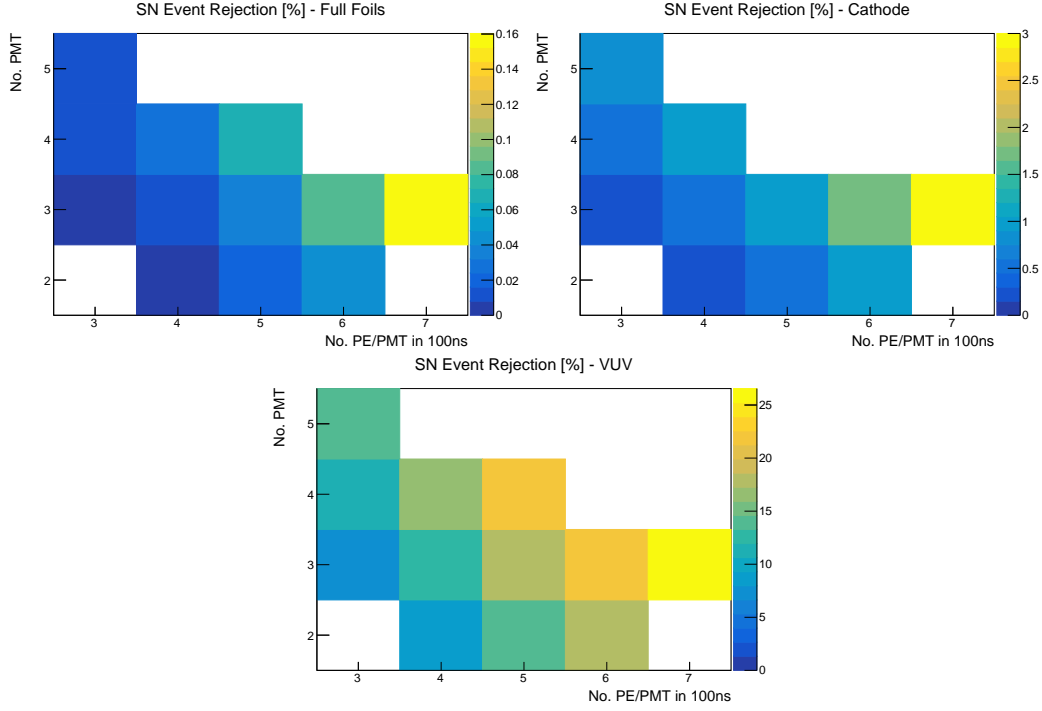 SN Event Rejection [%] - Full Foils
No. PMT
5
4
3
2
3 4 5 6 7
No. PE/PMT in 100ns
0.16
0.14
0.12
0.1
0.08
0.06
0.04
0.02
0
SN Event Rejection [%] - Cathode
No. PMT
5
4
3
2
3 4 5 6 7
No. PE/PMT in 100ns
3
2.5
2
1.5
1
0.5
0
SN Event Rejection [%] - VUV
No. PMT
5
4
3
2
3 4 5 6 7
No. PE/PMT in 100ns
25
20
15
10
5
0